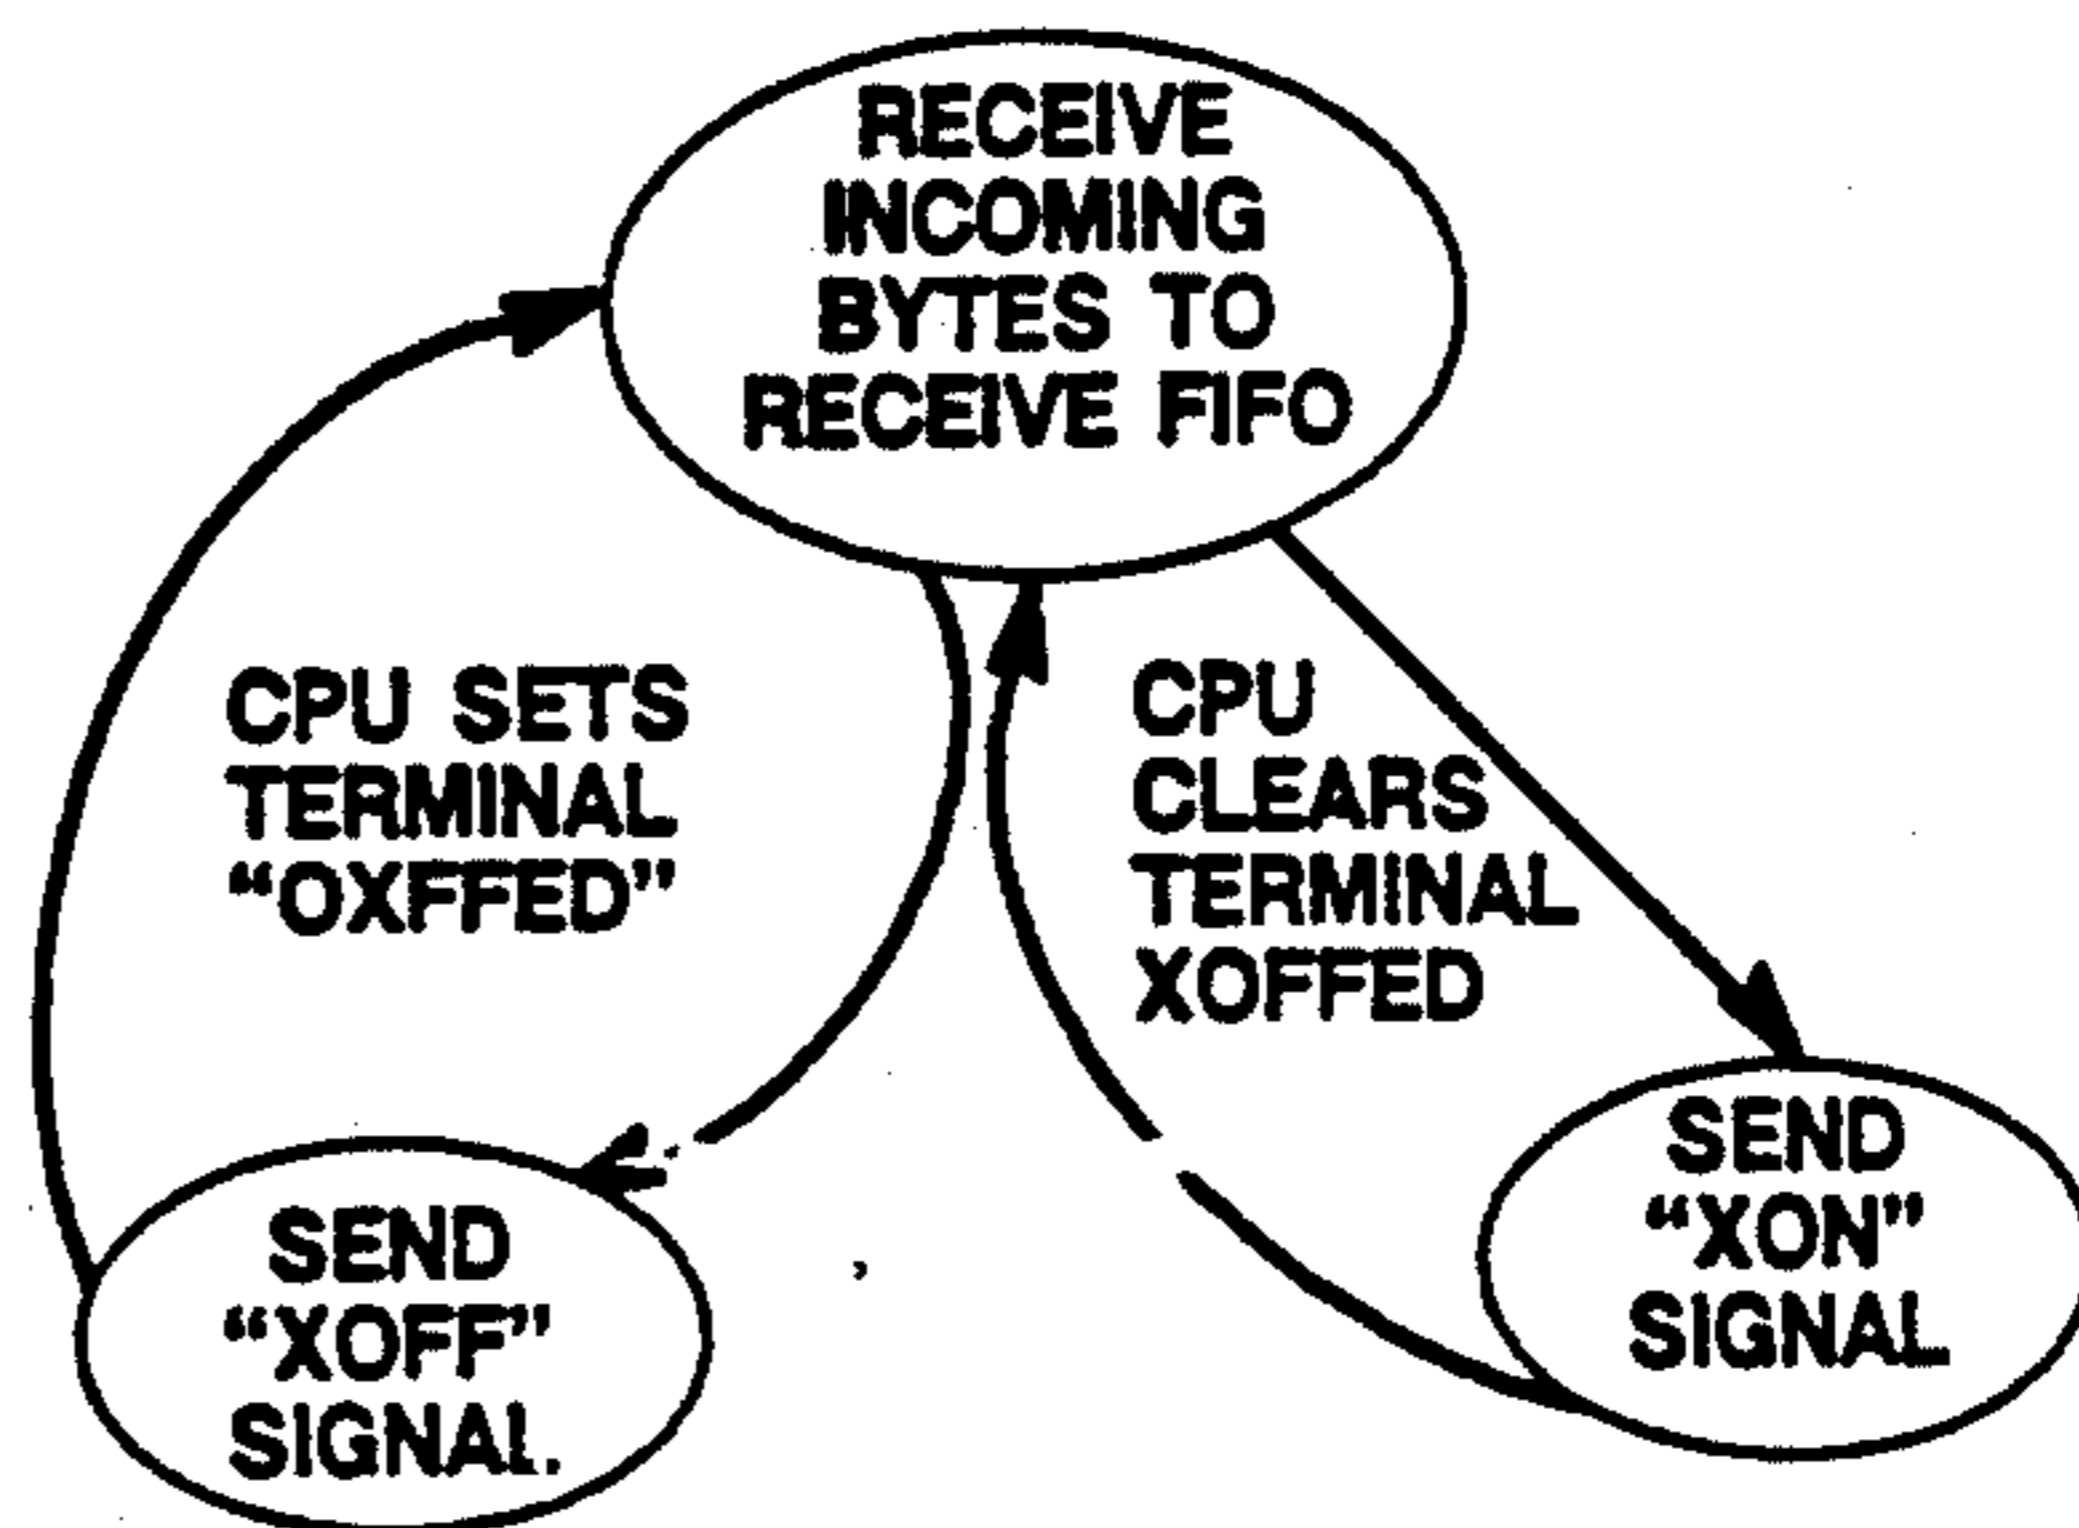 RECEIVE
INCOMING
BYTES TO
RECEIVE FIFO
CPU SETS
TERMINAL
“OXFFED”
CPU
CLEARS
TERMINAL
XOFFED
SEND
“XOFF”
SIGNAL.
SEND
“XON”
SIGNAL